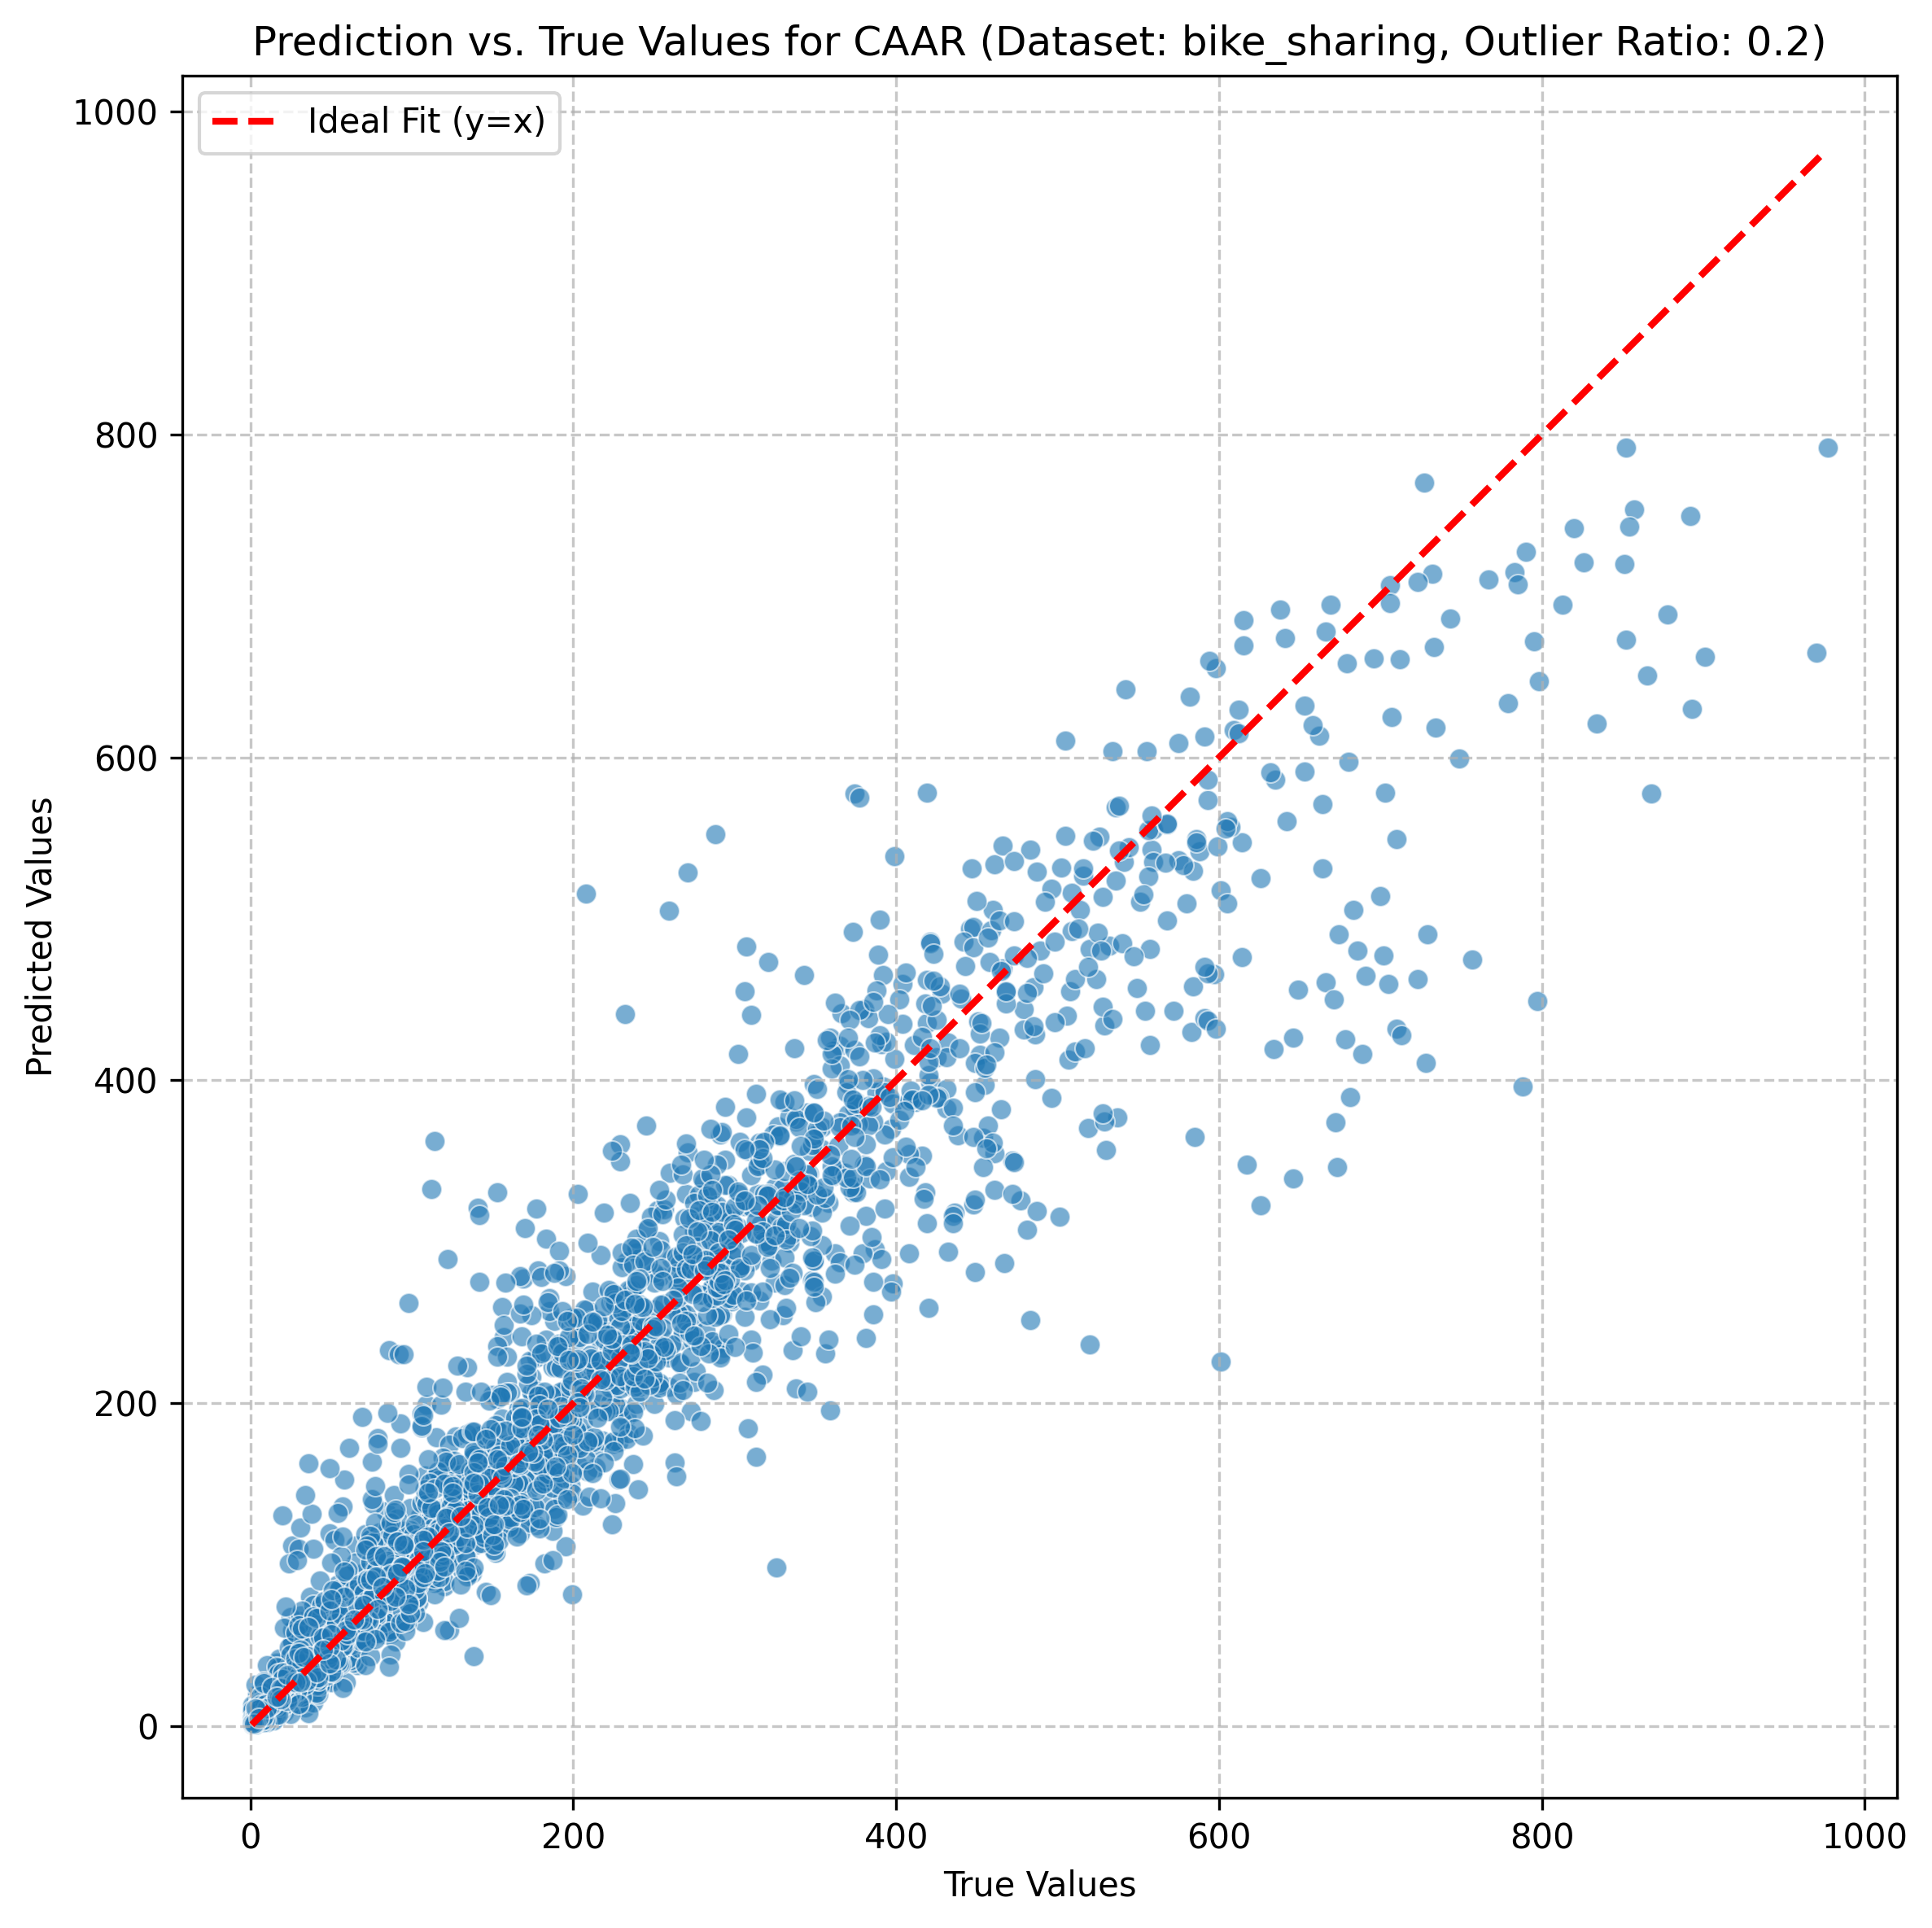 Prediction vs. True Values for CAAR (Dataset: bike_sharing, Outlier Ratio: 0.2)
Ideal Fit (y=x)
1000
800
600
400
200
0
Predicted Values
0 200 400 600 800 1000
True Values